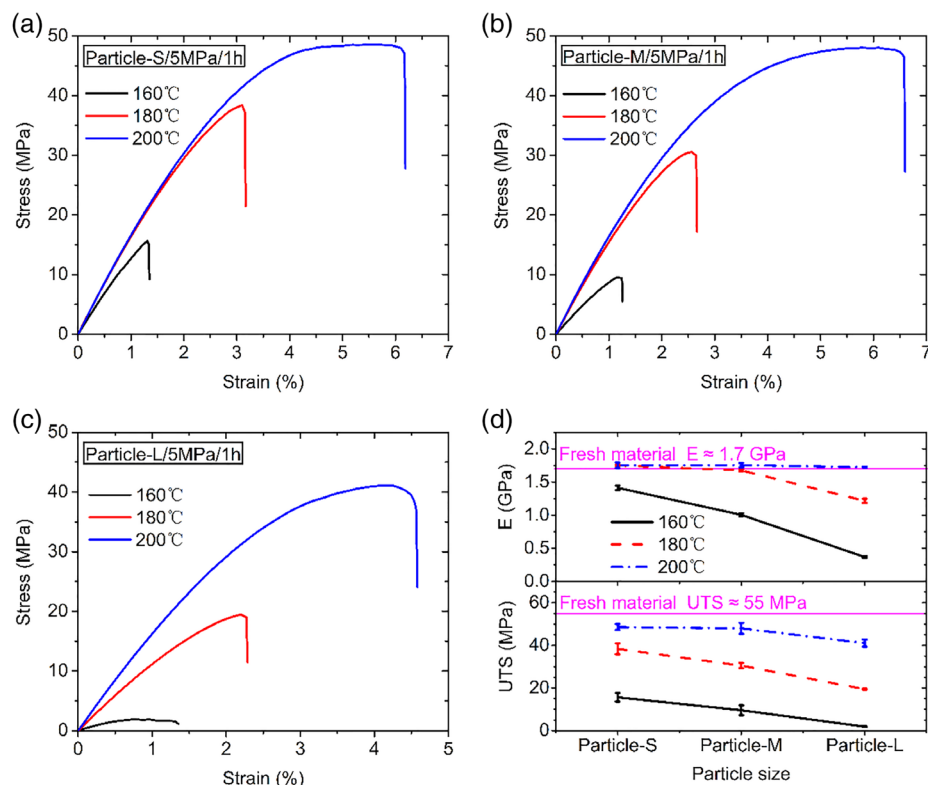 (a)
50
40
30
20
10
0
Stress (MPa)
Particle-S/5MPa/1h
160℃
180℃
200℃
0 1 2 3 4 5 6 7
Strain (%)
(b)
50
40
30
20
10
0
Stress (MPa)
Particle-M/5MPa/1h
160℃
180℃
200℃
0 1 2 3 4 5 6 7
Strain (%)
(c)
50
40
30
20
10
0
Stress (MPa)
Particle-L/5MPa/1h
160℃
180℃
200℃
0 1 2 3 4 5
Strain (%)
(d)
2.0
1.5
1.0
0.5
0.0
E (GPa)
Fresh material E ≈ 1.7 GPa
160℃
180℃
200℃
60
40
20
0
UTS (MPa)
Fresh material UTS ≈ 55 MPa
Particle-S Particle-M Particle-L
Particle size